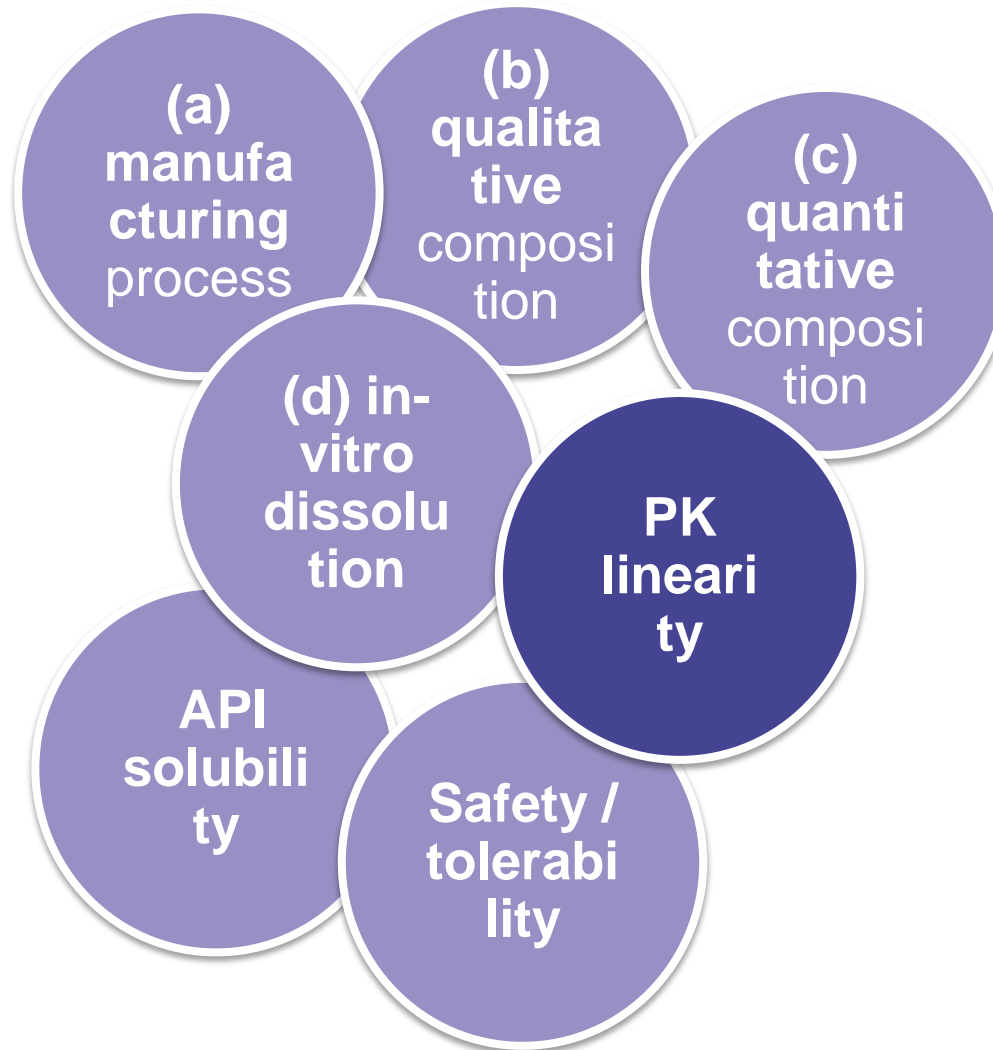 (a)
manufa
cturing
process
(b)
qualita
tive
composi
tion
(c)
quanti
tative
composi
tion
(d) in-
vitro
dissolu
tion
PK
lineari
ty
API
solubili
ty
Safety /
tolerabi
lity